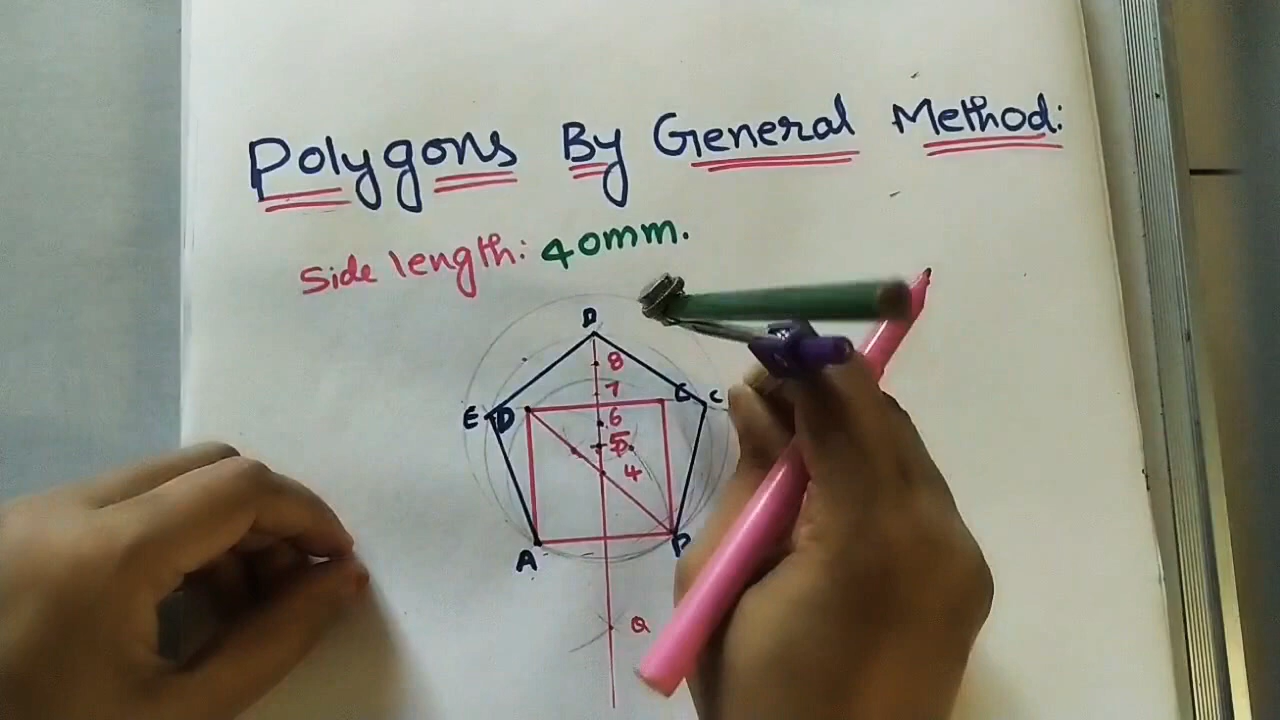 Polygons By General Method:
Side length: 40mm.
D
8
7
C C
E D
6
5
4
A B
Q